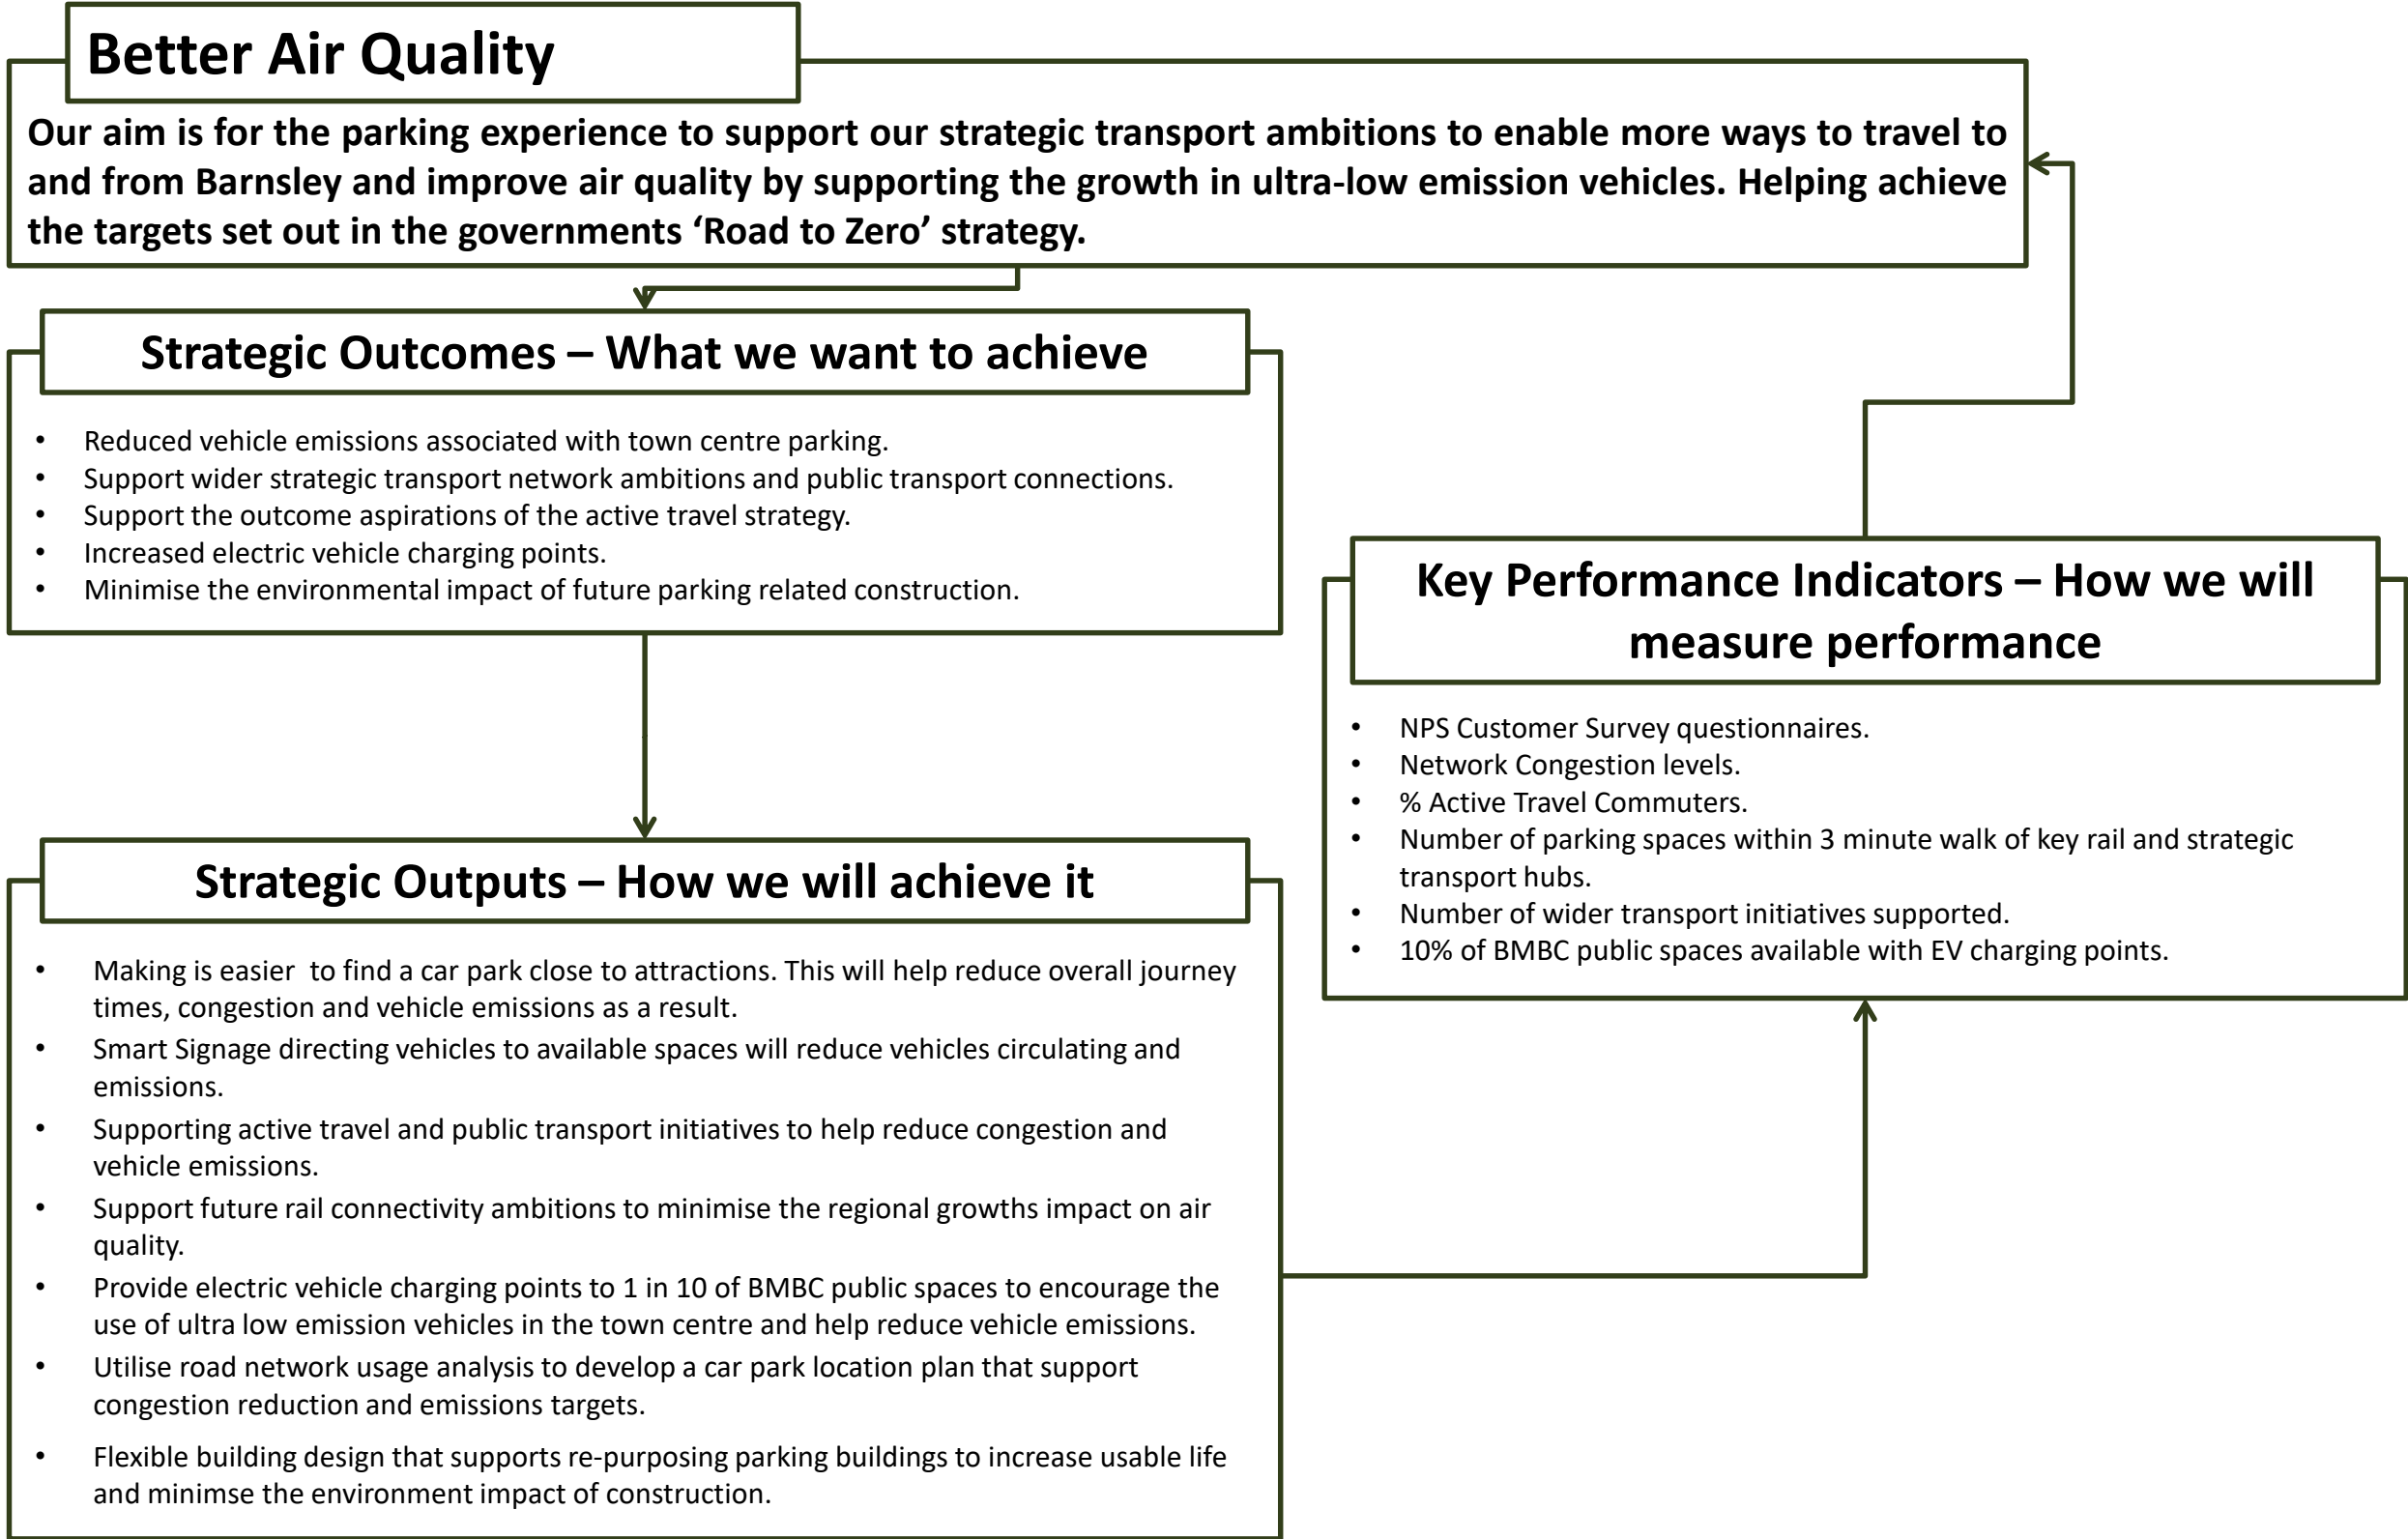 Better Air Quality
Our aim is for the parking experience to support our strategic transport ambitions to enable more ways to travel to
and from Barnsley and improve air quality by supporting the growth in ultra-low emission vehicles. Helping achieve
the targets set out in the governments ‘Road to Zero’ strategy.
Strategic Outcomes – What we want to achieve
• Reduced vehicle emissions associated with town centre parking.
• Support wider strategic transport network ambitions and public transport connections.
• Support the outcome aspirations of the active travel strategy.
• Increased electric vehicle charging points.
• Minimise the environmental impact of future parking related construction.
Strategic Outputs – How we will achieve it
• Making is easier  to find a car park close to attractions. This will help reduce overall journey
times, congestion and vehicle emissions as a result.
• Smart Signage directing vehicles to available spaces will reduce vehicles circulating and
emissions.
• Supporting active travel and public transport initiatives to help reduce congestion and
vehicle emissions.
• Support future rail connectivity ambitions to minimise the regional growths impact on air
quality.
• Provide electric vehicle charging points to 1 in 10 of BMBC public spaces to encourage the
use of ultra low emission vehicles in the town centre and help reduce vehicle emissions.
• Utilise road network usage analysis to develop a car park location plan that support
congestion reduction and emissions targets.
• Flexible building design that supports re-purposing parking buildings to increase usable life
and minimse the environment impact of construction.
Key Performance Indicators – How we will
measure performance
• NPS Customer Survey questionnaires.
• Network Congestion levels.
• % Active Travel Commuters.
• Number of parking spaces within 3 minute walk of key rail and strategic
transport hubs.
• Number of wider transport initiatives supported.
• 10% of BMBC public spaces available with EV charging points.